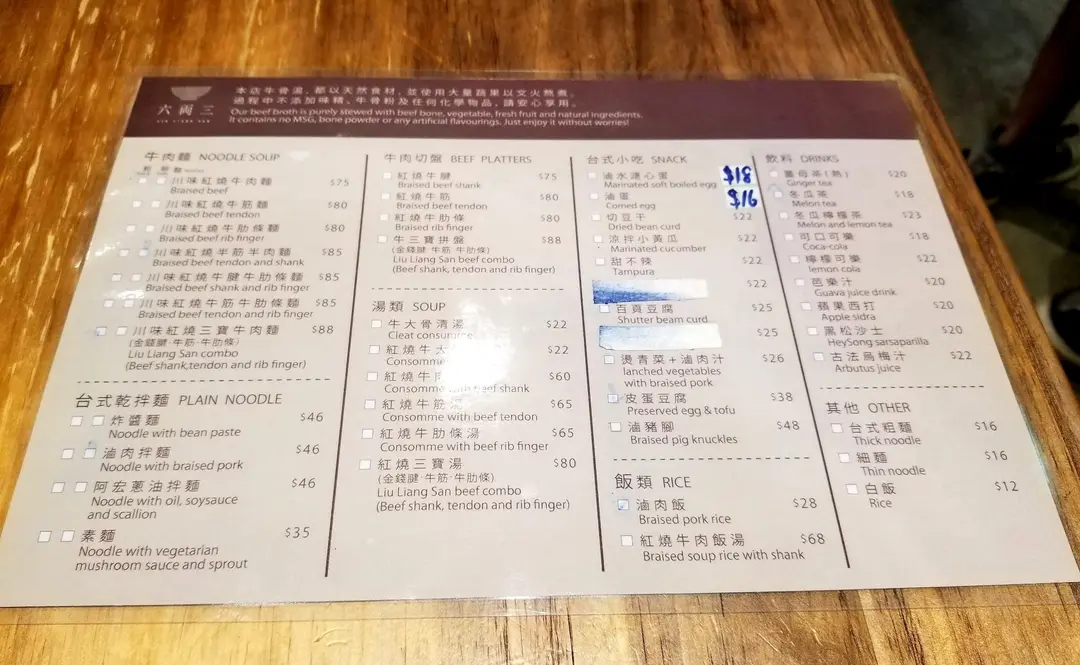 六兩三
LIU LIANG SAN
本店牛骨湯,都以天然食材,並使用大量蔬果以文火熬煮。
過程中不添加味精、牛骨粉及任何化學物品,請安心享用。
Our beef broth is purely stewed with beef bone, vegetable, fresh fruit and natural ingredients.
It contains no MSG, bone powder or any artificial flavourings. Just enjoy it without worries!
牛肉麵 NOODLE SOUP
川味紅燒牛肉麵 $75
Braised beef
川味紅燒牛筋麵 $80
Braised beef tendon
川味紅燒牛肋條麵 $80
Braised beef rib finger
川味紅燒牛筋牛肉麵 $85
Braised beef tendon and shank
川味紅燒牛腱牛肋條麵 $85
Braised beef shank and rib finger
川味紅燒牛筋牛肋條麵 $85
Braised beef tendon and rib finger
川味紅燒三寶牛肉麵 $88
(金錢腱·牛筋·牛肋條)
Liu Liang San combo
(Beef shank,tendon and rib finger)
台式乾拌麵 PLAIN NOODLE
炸醬麵 $46
Noodle with bean paste
滷肉拌麵 $46
Noodle with braised pork
阿宏蔥油拌麵 $46
Noodle with oil, soysauce
and scallion
素麵 $35
Noodle with vegetarian
mushroom sauce and sprout
牛肉切盤 BEEF PLATTERS
紅燒牛腱 $75
Braised beef shank
紅燒牛筋 $80
Braised beef tendon
紅燒牛肋條 $80
Braised beef rib finger
牛三寶拼盤 $88
(金錢腱·牛筋·牛肋條)
Liu Liang San beef combo
(Beef shank, tendon and rib finger)
湯類 SOUP
牛大骨清湯 $22
Cleat consumme
紅燒牛大 $22
Consomme
紅燒牛肉 $60
Consomme with beef shank
紅燒牛筋湯 $65
Consomme with beef tendon
紅燒牛肋條湯 $65
Consomme with beef rib finger
紅燒三寶湯 $80
(金錢腱·牛筋·牛肋條)
Liu Liang San beef combo
(Beef shank, tendon and rib finger)
台式小吃 SNACK
滷水溏心蛋 $18
Marinated soft boiled egg
滷蛋 $16
Corned egg
切豆干 $22
Dried bean curd
涼拌小黃瓜 $22
Marinated cucumber
甜不辣 $22
Tampura
$22
百頁豆腐 $25
Shutter beam curd
$25
燙青菜+滷肉汁 $26
lanched vegetables
with braised pork
皮蛋豆腐 $38
Preserved egg & tofu
滷豬腳 $48
Braised pig knuckles
飯類 RICE
滷肉飯 $28
Braised pork rice
紅燒牛肉飯湯 $68
Braised soup rice with shank
飲料 DRINKS
薑母茶(熱) $20
Ginger tea
冬瓜茶 $18
Melon tea
冬瓜檸檬茶 $23
Melon and lemon tea
可口可樂 $18
Coca-cola
檸檬可樂 $22
lemon cola
芭樂汁 $20
Guava juice drink
蘋果西打 $20
Apple sidra
黑松沙士 $20
HeySong sarsaparilla
古法烏梅汁 $22
Arbutus juice
其他 OTHER
台式粗麵 $16
Thick noodle
細麵 $16
Thin noodle
白飯 $12
Rice